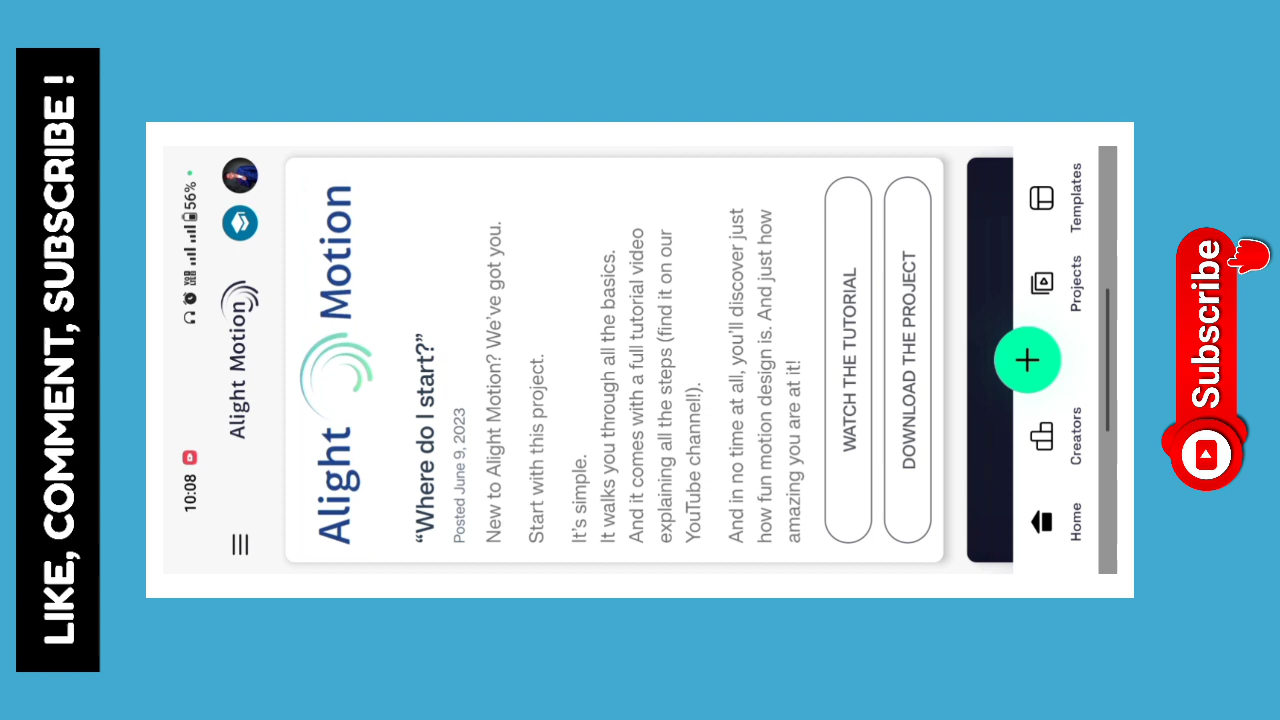 LIKE, COMMENT, SUBSCRIBE !
10:08
56%
Alight Motion
Alight Motion
“Where do I start?”
Posted June 9, 2023
New to Alight Motion? We’ve got you.
Start with this project.
It’s simple.
It walks you through all the basics.
And it comes with a full tutorial video
explaining all the steps (find it on our
YouTube channel!).
And in no time at all, you’ll discover just
how fun motion design is. And just how
amazing you are at it!
WATCH THE TUTORIAL
DOWNLOAD THE PROJECT
Home
Creators
Projects
Templates
Subscribe